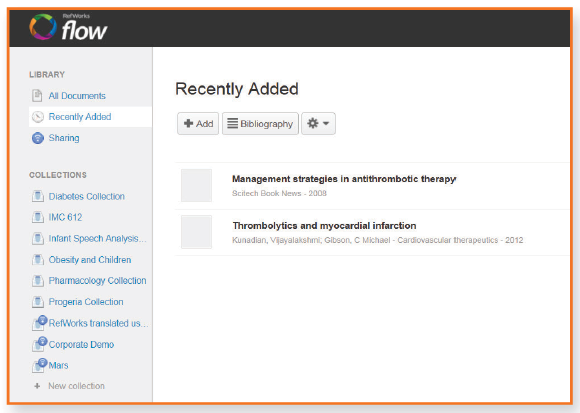 RefWorks
flow
LIBRARY
All Documents
Recently Added
Sharing
COLLECTIONS
Diabetes Collection
IMC 612
Infant Speech Analysis...
Obesity and Children
Pharmacology Collection
Progeria Collection
RefWorks translated us...
Corporate Demo
Mars
+ New collection
Recently Added
+ Add
Bibliography
Management strategies in antithrombotic therapy
Scitech Book News - 2008
Thrombolytics and myocardial infarction
Kunadian, Vijayalakshmi; Gibson, C Michael - Cardiovascular therapeutics - 2012